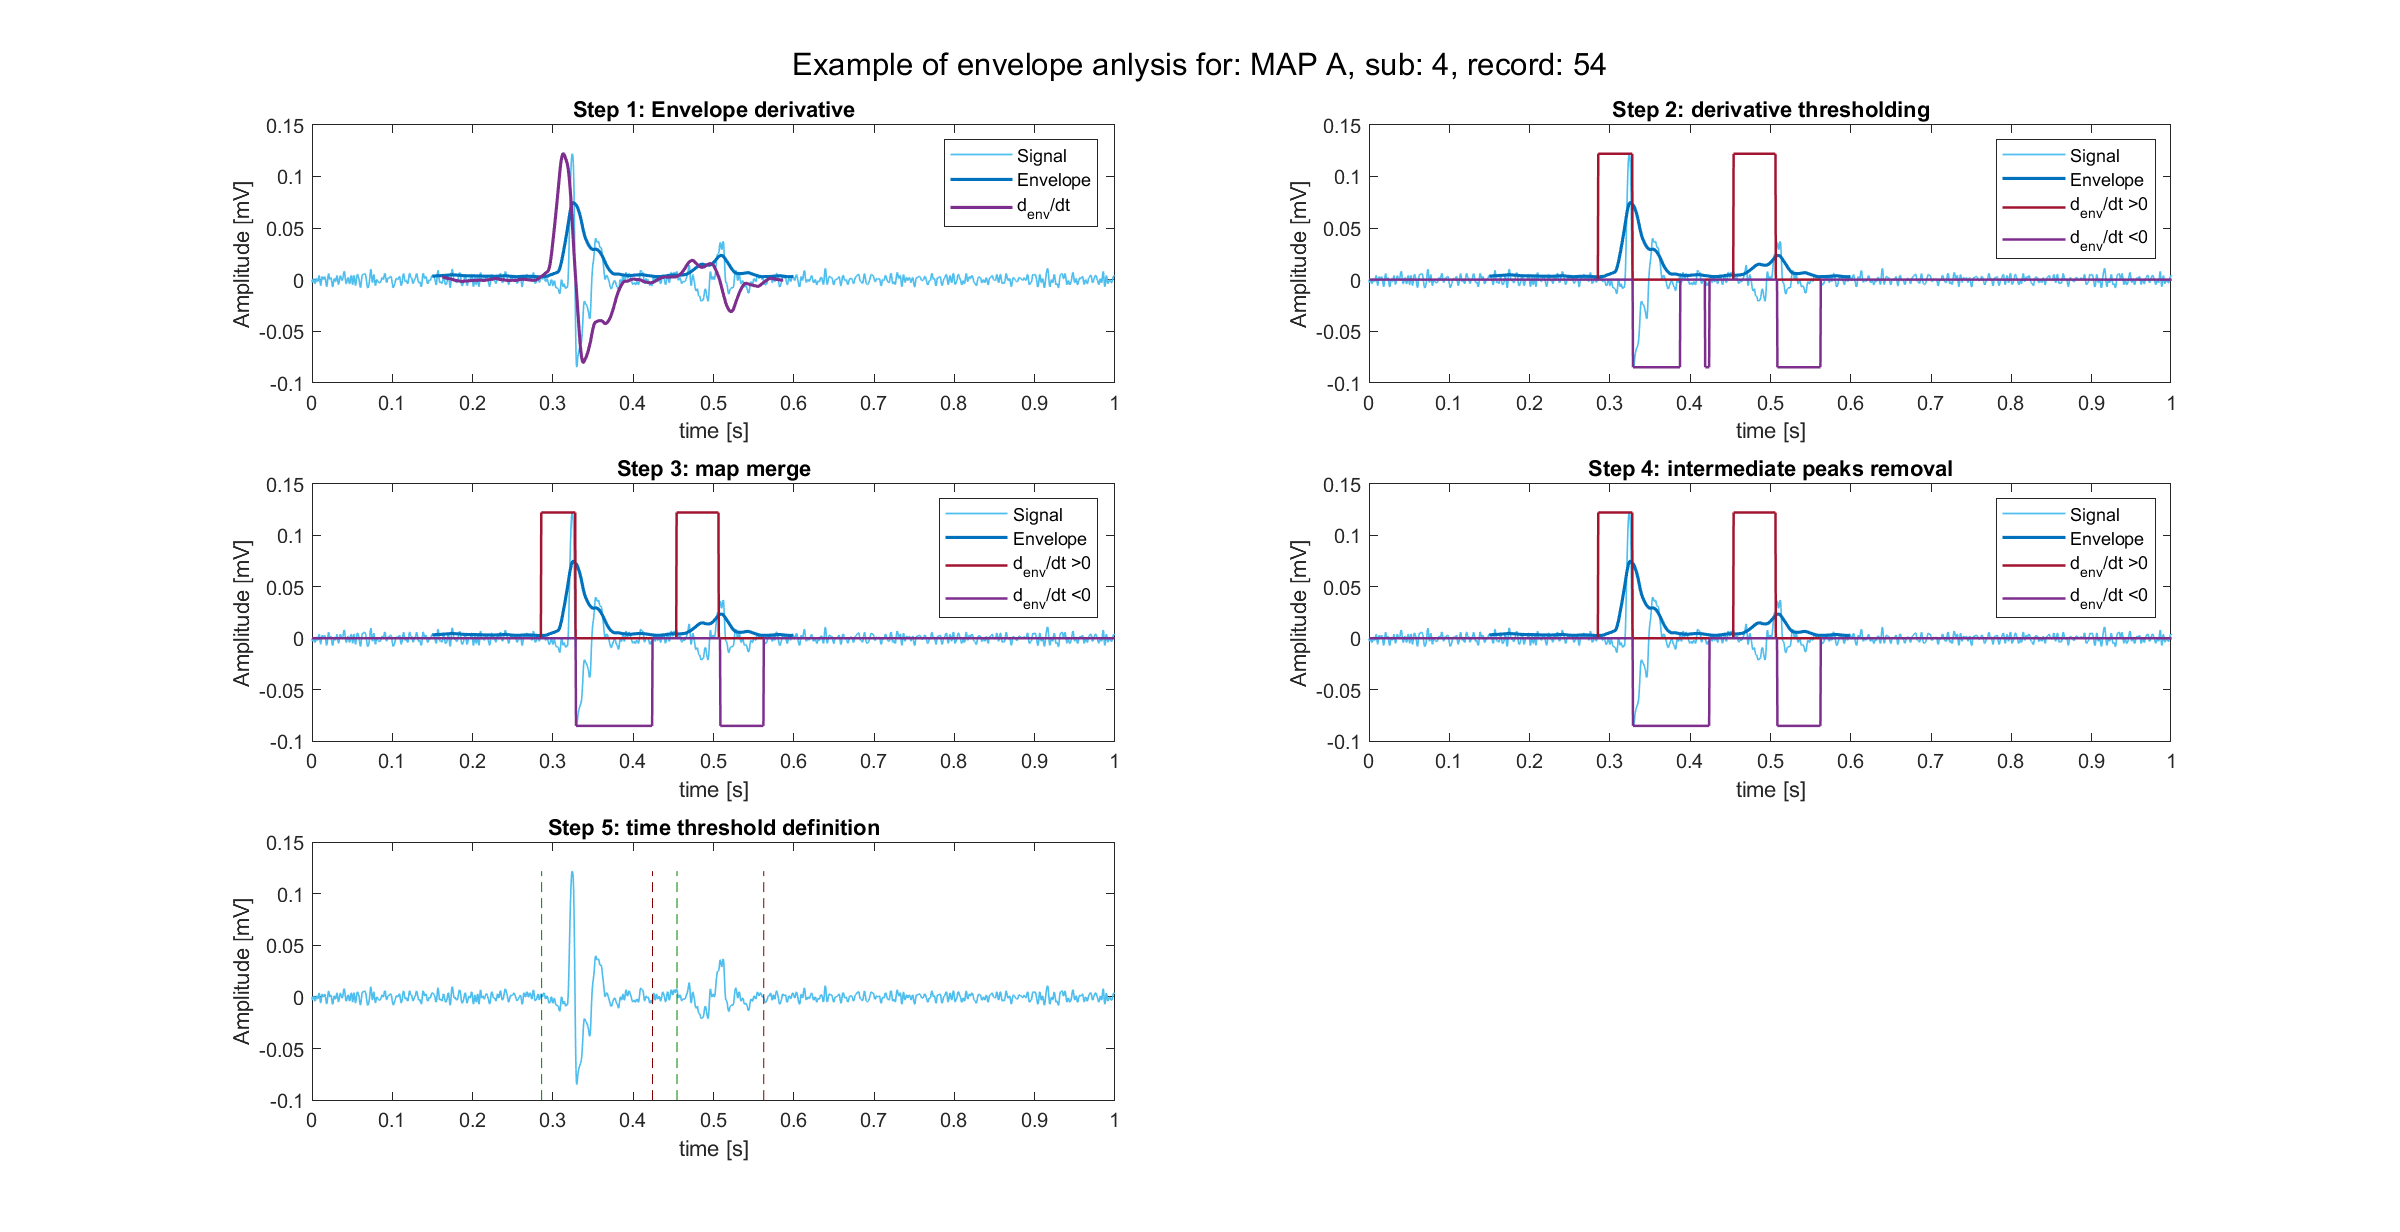 Example of envelope anlysis for: MAP A, sub: 4, record: 54
Step 1: Envelope derivative
0.15
0.1
0.05
0
-0.05
-0.1
Amplitude [mV]
0 0.1 0.2 0.3 0.4 0.5 0.6 0.7 0.8 0.9 1
time [s]
Signal
Envelope
d_env/dt
Step 2: derivative thresholding
0.15
0.1
0.05
0
-0.05
-0.1
Amplitude [mV]
0 0.1 0.2 0.3 0.4 0.5 0.6 0.7 0.8 0.9 1
time [s]
Signal
Envelope
d_env/dt >0
d_env/dt <0
Step 3: map merge
0.15
0.1
0.05
0
-0.05
-0.1
Amplitude [mV]
0 0.1 0.2 0.3 0.4 0.5 0.6 0.7 0.8 0.9 1
time [s]
Signal
Envelope
d_env/dt >0
d_env/dt <0
Step 4: intermediate peaks removal
0.15
0.1
0.05
0
-0.05
-0.1
Amplitude [mV]
0 0.1 0.2 0.3 0.4 0.5 0.6 0.7 0.8 0.9 1
time [s]
Signal
Envelope
d_env/dt >0
d_env/dt <0
Step 5: time threshold definition
0.15
0.1
0.05
0
-0.05
-0.1
Amplitude [mV]
0 0.1 0.2 0.3 0.4 0.5 0.6 0.7 0.8 0.9 1
time [s]